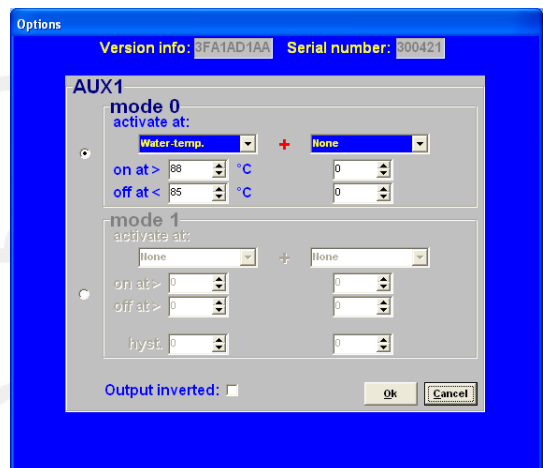 Options
Version info: 3FA1AD1AA Serial number: 300421
AUX1
mode 0
activate at:
Water-temp. + None
on at > 88 °C 0
off at < 85 °C 0
mode 1
activate at:
None + None
on at > 0 0
off at > 0 0
hyst. 0 0
Output inverted:
Ok Cancel